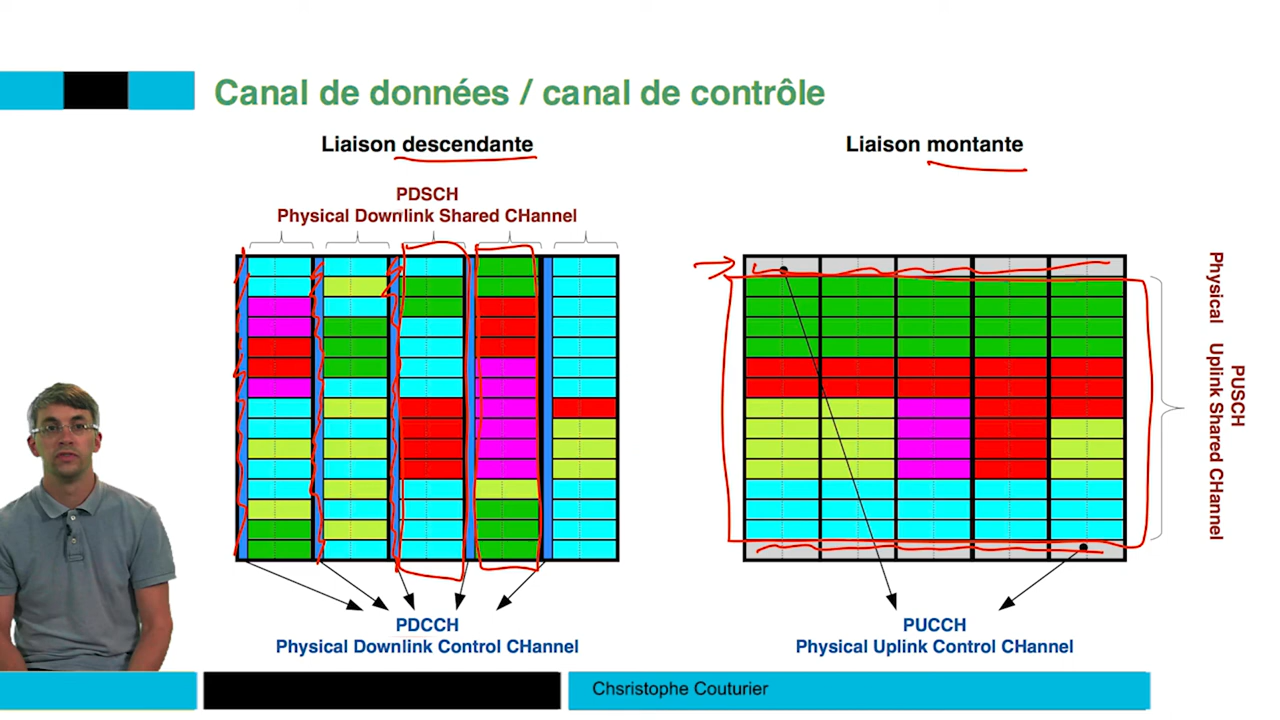 Canal de données / canal de contrôle
Liaison descendante
PDSCH
Physical Downlink Shared CHannel
PDCCH
Physical Downlink Control CHannel
Liaison montante
PUSCH
Physical Uplink Shared CHannel
PUCCH
Physical Uplink Control CHannel
Chsristophe Couturier